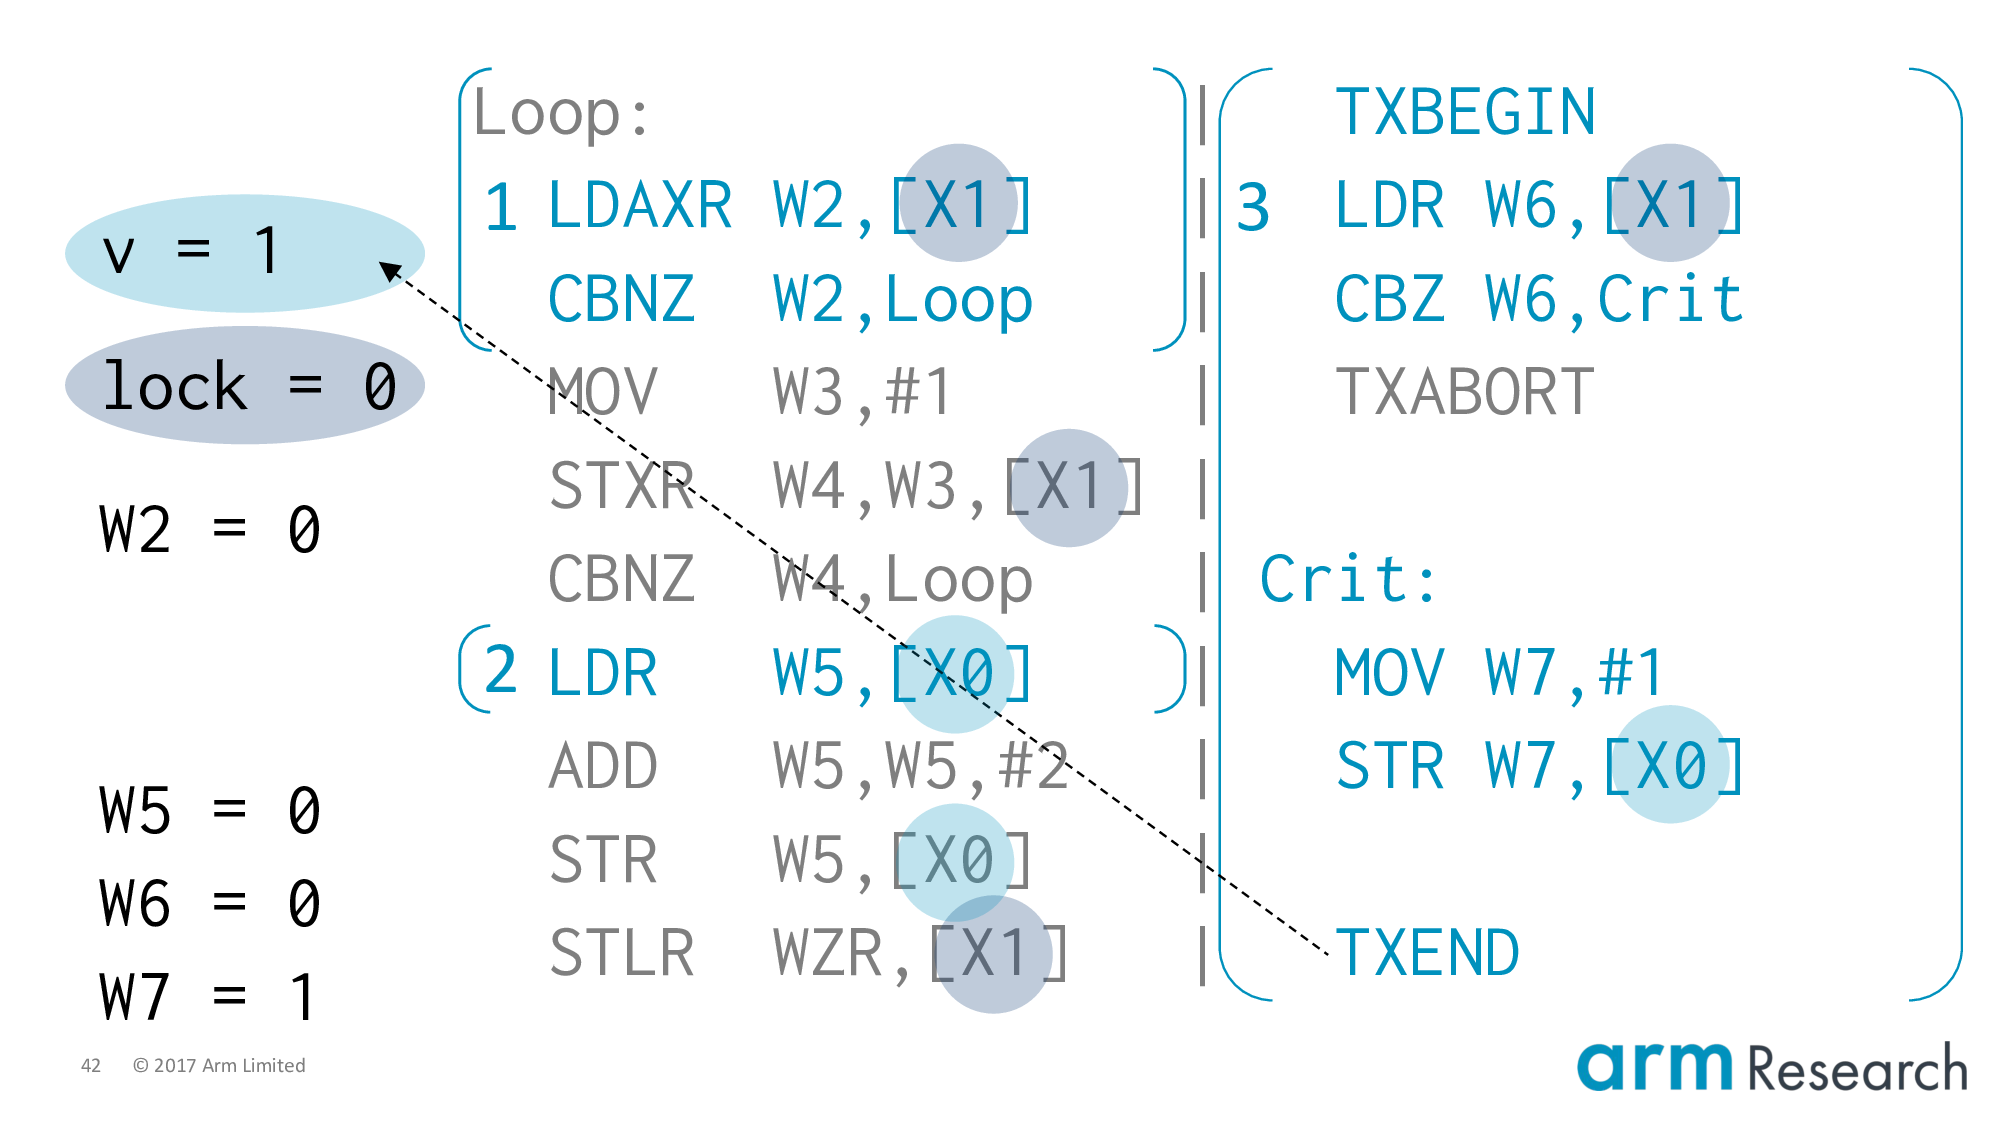 v = 1
lock = 0
W2 = 0
W5 = 0
W6 = 0
W7 = 1
Loop:
1 LDAXR W2,[X1]
CBNZ W2,Loop
MOV W3,#1
STXR W4,W3,[X1]
CBNZ W4,Loop
2 LDR W5,[X0]
ADD W5,W5,#2
STR W5,[X0]
STLR WZR,[X1]
|
|
|
|
|
|
|
|
|
|
TXBEGIN
3 LDR W6,[X1]
CBZ W6,Crit
TXABORT
Crit:
MOV W7,#1
STR W7,[X0]
TXEND
42 © 2017 Arm Limited
arm Research